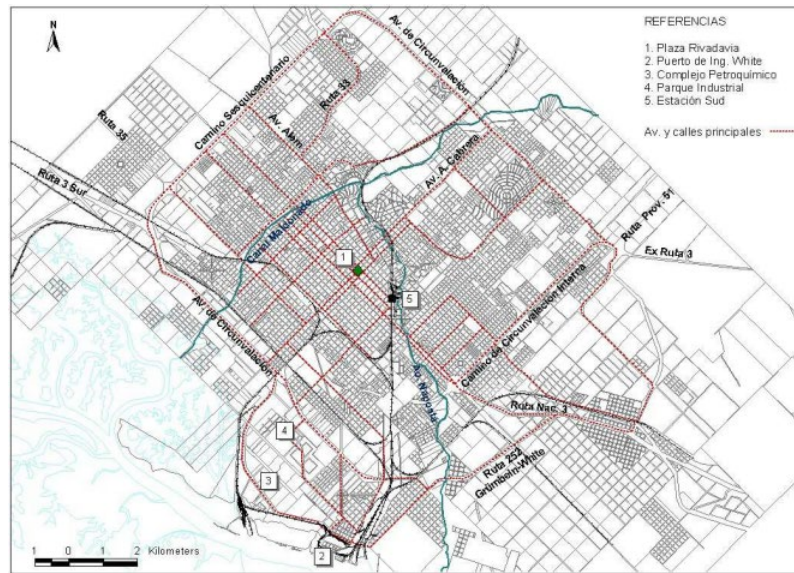 N
REFERENCIAS
1. Plaza Rivadavia
2. Puerto de Ing. White
3. Complejo Petroquímico
4. Parque Industrial
5. Estación Sud
Av. y calles principales
Av. de Circunvalación
Camino Sesquicentenario
Ruta 33
Av. Alem
Ruta 35
Av. A. Cabrera
Ruta 3 Sur
Canal Maldonado
Ruta Prov. 51
Ex Ruta 3
1
5
Av. de Circunvalación
Camino de Circunvalación Interna
Ao. Napostá
Ruta Nac. 3
4
Ruta 252
Grümbein-White
3
2
1 0 1 2 Kilometers